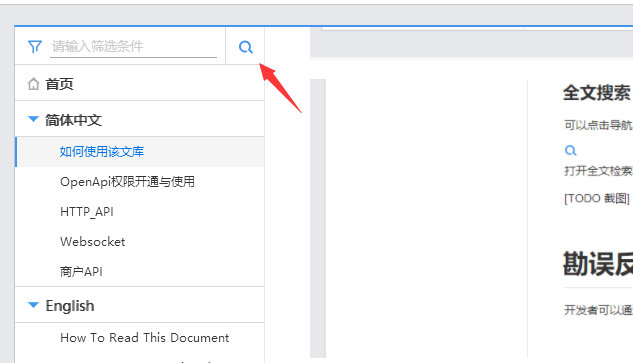 请输入筛选条件
首页
简体中文
如何使用该文库
OpenApi权限开通与使用
HTTP_API
Websocket
商户API
English
How To Read This Document
全文搜索
可以点击导航
打开全文检索
[TODO 截图]
勘误反
开发者可以通